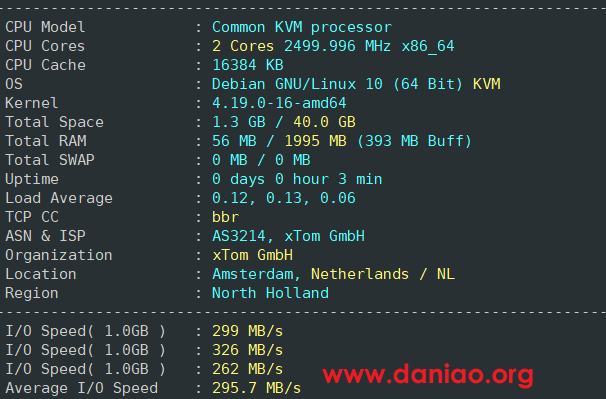 CPU Model : Common KVM processor
CPU Cores : 2 Cores 2499.996 MHz x86_64
CPU Cache : 16384 KB
OS : Debian GNU/Linux 10 (64 Bit) KVM
Kernel : 4.19.0-16-amd64
Total Space : 1.3 GB / 40.0 GB
Total RAM : 56 MB / 1995 MB (393 MB Buff)
Total SWAP : 0 MB / 0 MB
Uptime : 0 days 0 hour 3 min
Load Average : 0.12, 0.13, 0.06
TCP CC : bbr
ASN & ISP : AS3214, xTom GmbH
Organization : xTom GmbH
Location : Amsterdam, Netherlands / NL
Region : North Holland
I/O Speed( 1.0GB ) : 299 MB/s
I/O Speed( 1.0GB ) : 326 MB/s
I/O Speed( 1.0GB ) : 262 MB/s
Average I/O Speed : 295.7 MB/s
www.daniao.org